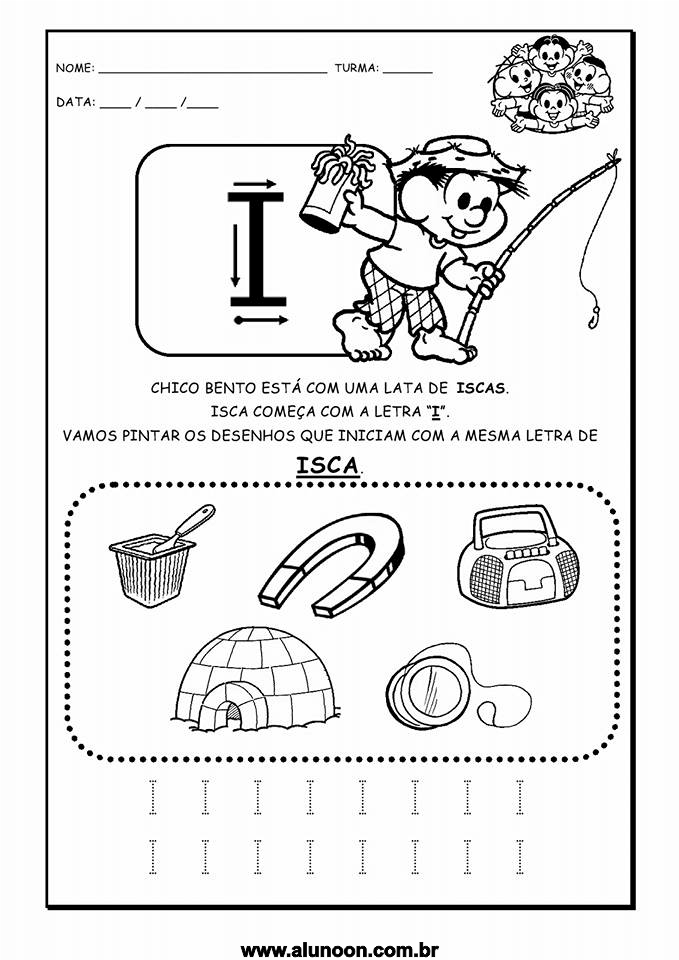 NOME: ______________________________ TURMA: _______
DATA: ____ / ____ /____
I
CHICO BENTO ESTÁ COM UMA LATA DE ISCAS.
ISCA COMEÇA COM A LETRA “I”.
VAMOS PINTAR OS DESENHOS QUE INICIAM COM A MESMA LETRA DE
ISCA.
I I I I I I I I
I I I I I I I I
www.alunoon.com.br